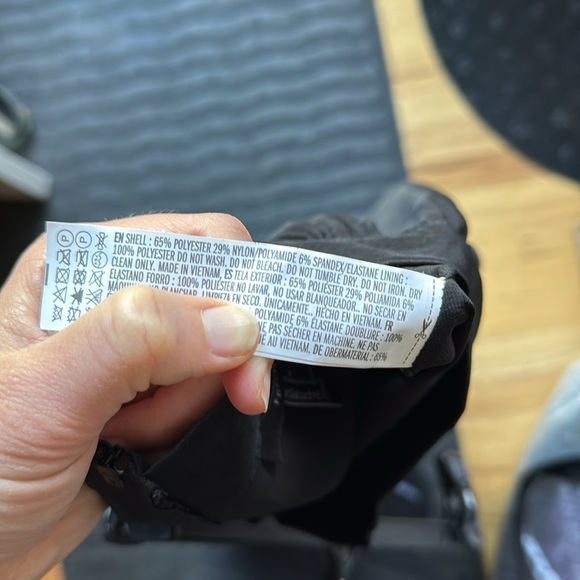 EN SHELL : 65% POLYESTER 29% NYLON/POLYAMIDE 6% SPANDEX/ELASTANE LINING :
100% POLYESTER DO NOT WASH. DO NOT BLEACH. DO NOT TUMBLE DRY. DO NOT IRON. DRY
CLEAN ONLY. MADE IN VIETNAM. ES TELA EXTERIOR : 65% POLIÉSTER 29% POLIAMIDA 6%
ELASTANO FORRO : 100% POLIÉSTER NO LAVAR. NO USAR BLANQUEADOR.. NO SECAR EN
EN SECO. ÚNICAMENTE. ¡HECHO EN VIETNAM. FR
POLYAMIDE 6% ÉLASTANE DOUBLURE : 100%
PAS SÉCHER EN MACHINE. NE PAS
AU VIETNAM. DE OBERMATERIAL : 65%
P P